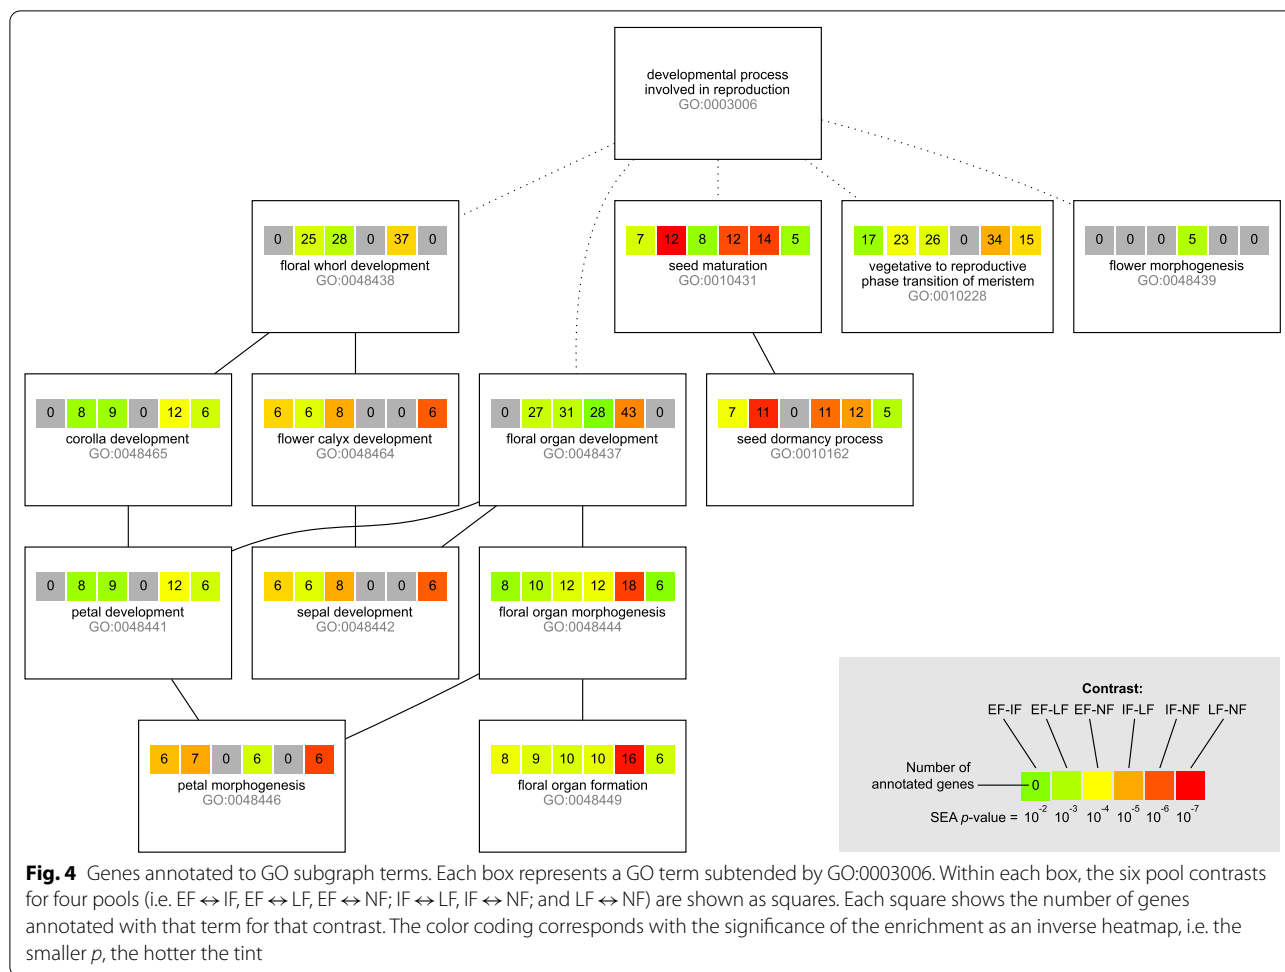 developmental process
involved in reproduction
GO:0003006
0 25 28 0 37 0
floral whorl development
GO:0048438
7 12 8 12 14 5
seed maturation
GO:0010431
17 23 26 0 34 15
vegetative to reproductive
phase transition of meristem
GO:0010228
0 0 0 5 0 0
flower morphogenesis
GO:0048439
0 8 9 0 12 6
corolla development
GO:0048465
6 6 8 0 0 6
flower calyx development
GO:0048464
0 27 31 28 43 0
floral organ development
GO:0048437
7 11 0 11 12 5
seed dormancy process
GO:0010162
0 8 9 0 12 6
petal development
GO:0048441
6 6 8 0 0 6
sepal development
GO:0048442
8 10 12 12 18 6
floral organ morphogenesis
GO:0048444
6 7 0 6 0 6
petal morphogenesis
GO:0048446
8 9 10 10 16 6
floral organ formation
GO:0048449
Contrast:
EF-IF EF-LF EF-NF IF-LF IF-NF LF-NF
Number of
annotated genes
0
SEA p-value = 10⁻² 10⁻³ 10⁻⁴ 10⁻⁵ 10⁻⁶ 10⁻⁷
Fig. 4 Genes annotated to GO subgraph terms. Each box represents a GO term subtended by GO:0003006. Within each box, the six pool contrasts
for four pools (i.e. EF ↔ IF, EF ↔ LF, EF ↔ NF; IF ↔ LF, IF ↔ NF; and LF ↔ NF) are shown as squares. Each square shows the number of genes
annotated with that term for that contrast. The color coding corresponds with the significance of the enrichment as an inverse heatmap, i.e. the
smaller p, the hotter the tint